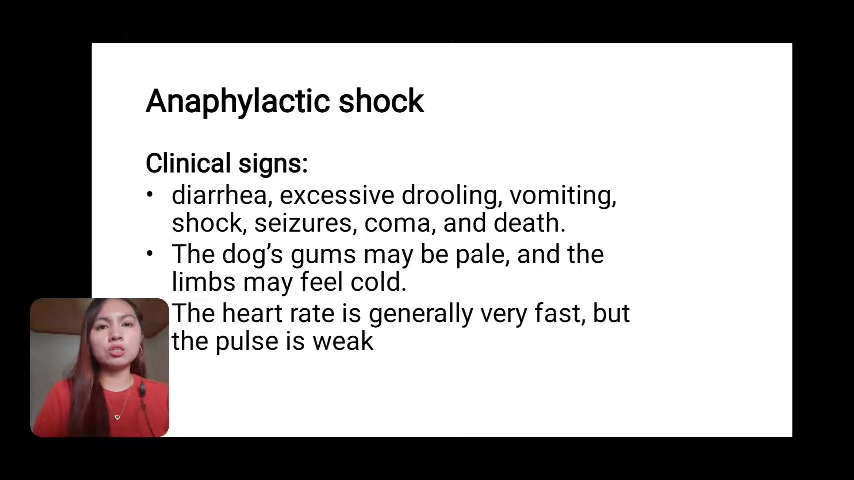 Anaphylactic shock
Clinical signs:
• diarrhea, excessive drooling, vomiting,
shock, seizures, coma, and death.
• The dog's gums may be pale, and the
limbs may feel cold.
The heart rate is generally very fast, but
the pulse is weak